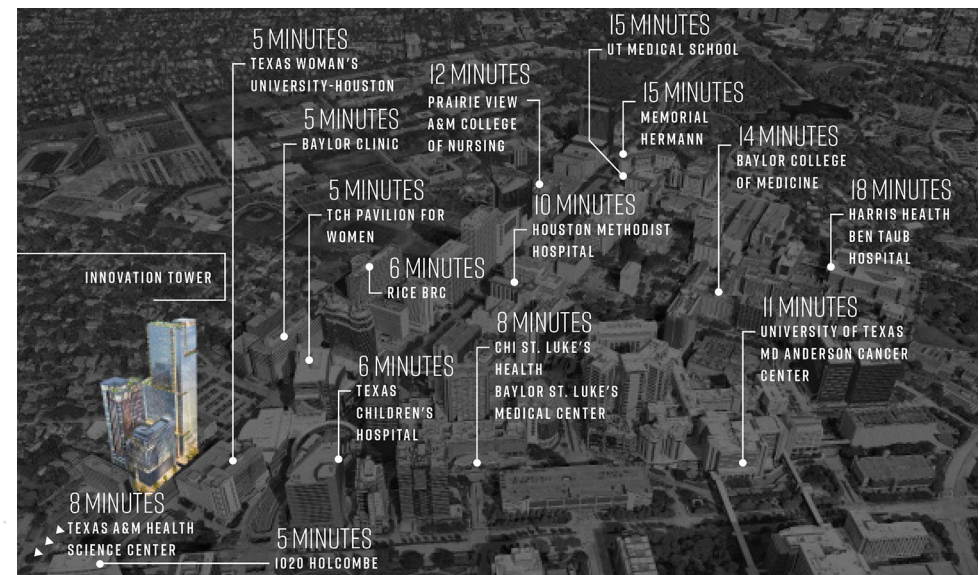 15 MINUTES
UT MEDICAL SCHOOL
5 MINUTES
TEXAS WOMAN'S
UNIVERSITY-HOUSTON
12 MINUTES
PRAIRIE VIEW
A&M COLLEGE
OF NURSING
15 MINUTES
MEMORIAL
HERMANN
5 MINUTES
BAYLOR CLINIC
14 MINUTES
BAYLOR COLLEGE
OF MEDICINE
5 MINUTES
TCH PAVILION FOR
WOMEN
10 MINUTES
HOUSTON METHODIST
HOSPITAL
18 MINUTES
HARRIS HEALTH
BEN TAUB
HOSPITAL
INNOVATION TOWER
6 MINUTES
RICE BRC
8 MINUTES
CHI ST. LUKE'S
HEALTH
BAYLOR ST. LUKE'S
MEDICAL CENTER
11 MINUTES
UNIVERSITY OF TEXAS
MD ANDERSON CANCER
CENTER
6 MINUTES
TEXAS
CHILDREN'S
HOSPITAL
8 MINUTES
TEXAS A&M HEALTH
SCIENCE CENTER
5 MINUTES
1020 HOLCOMBE